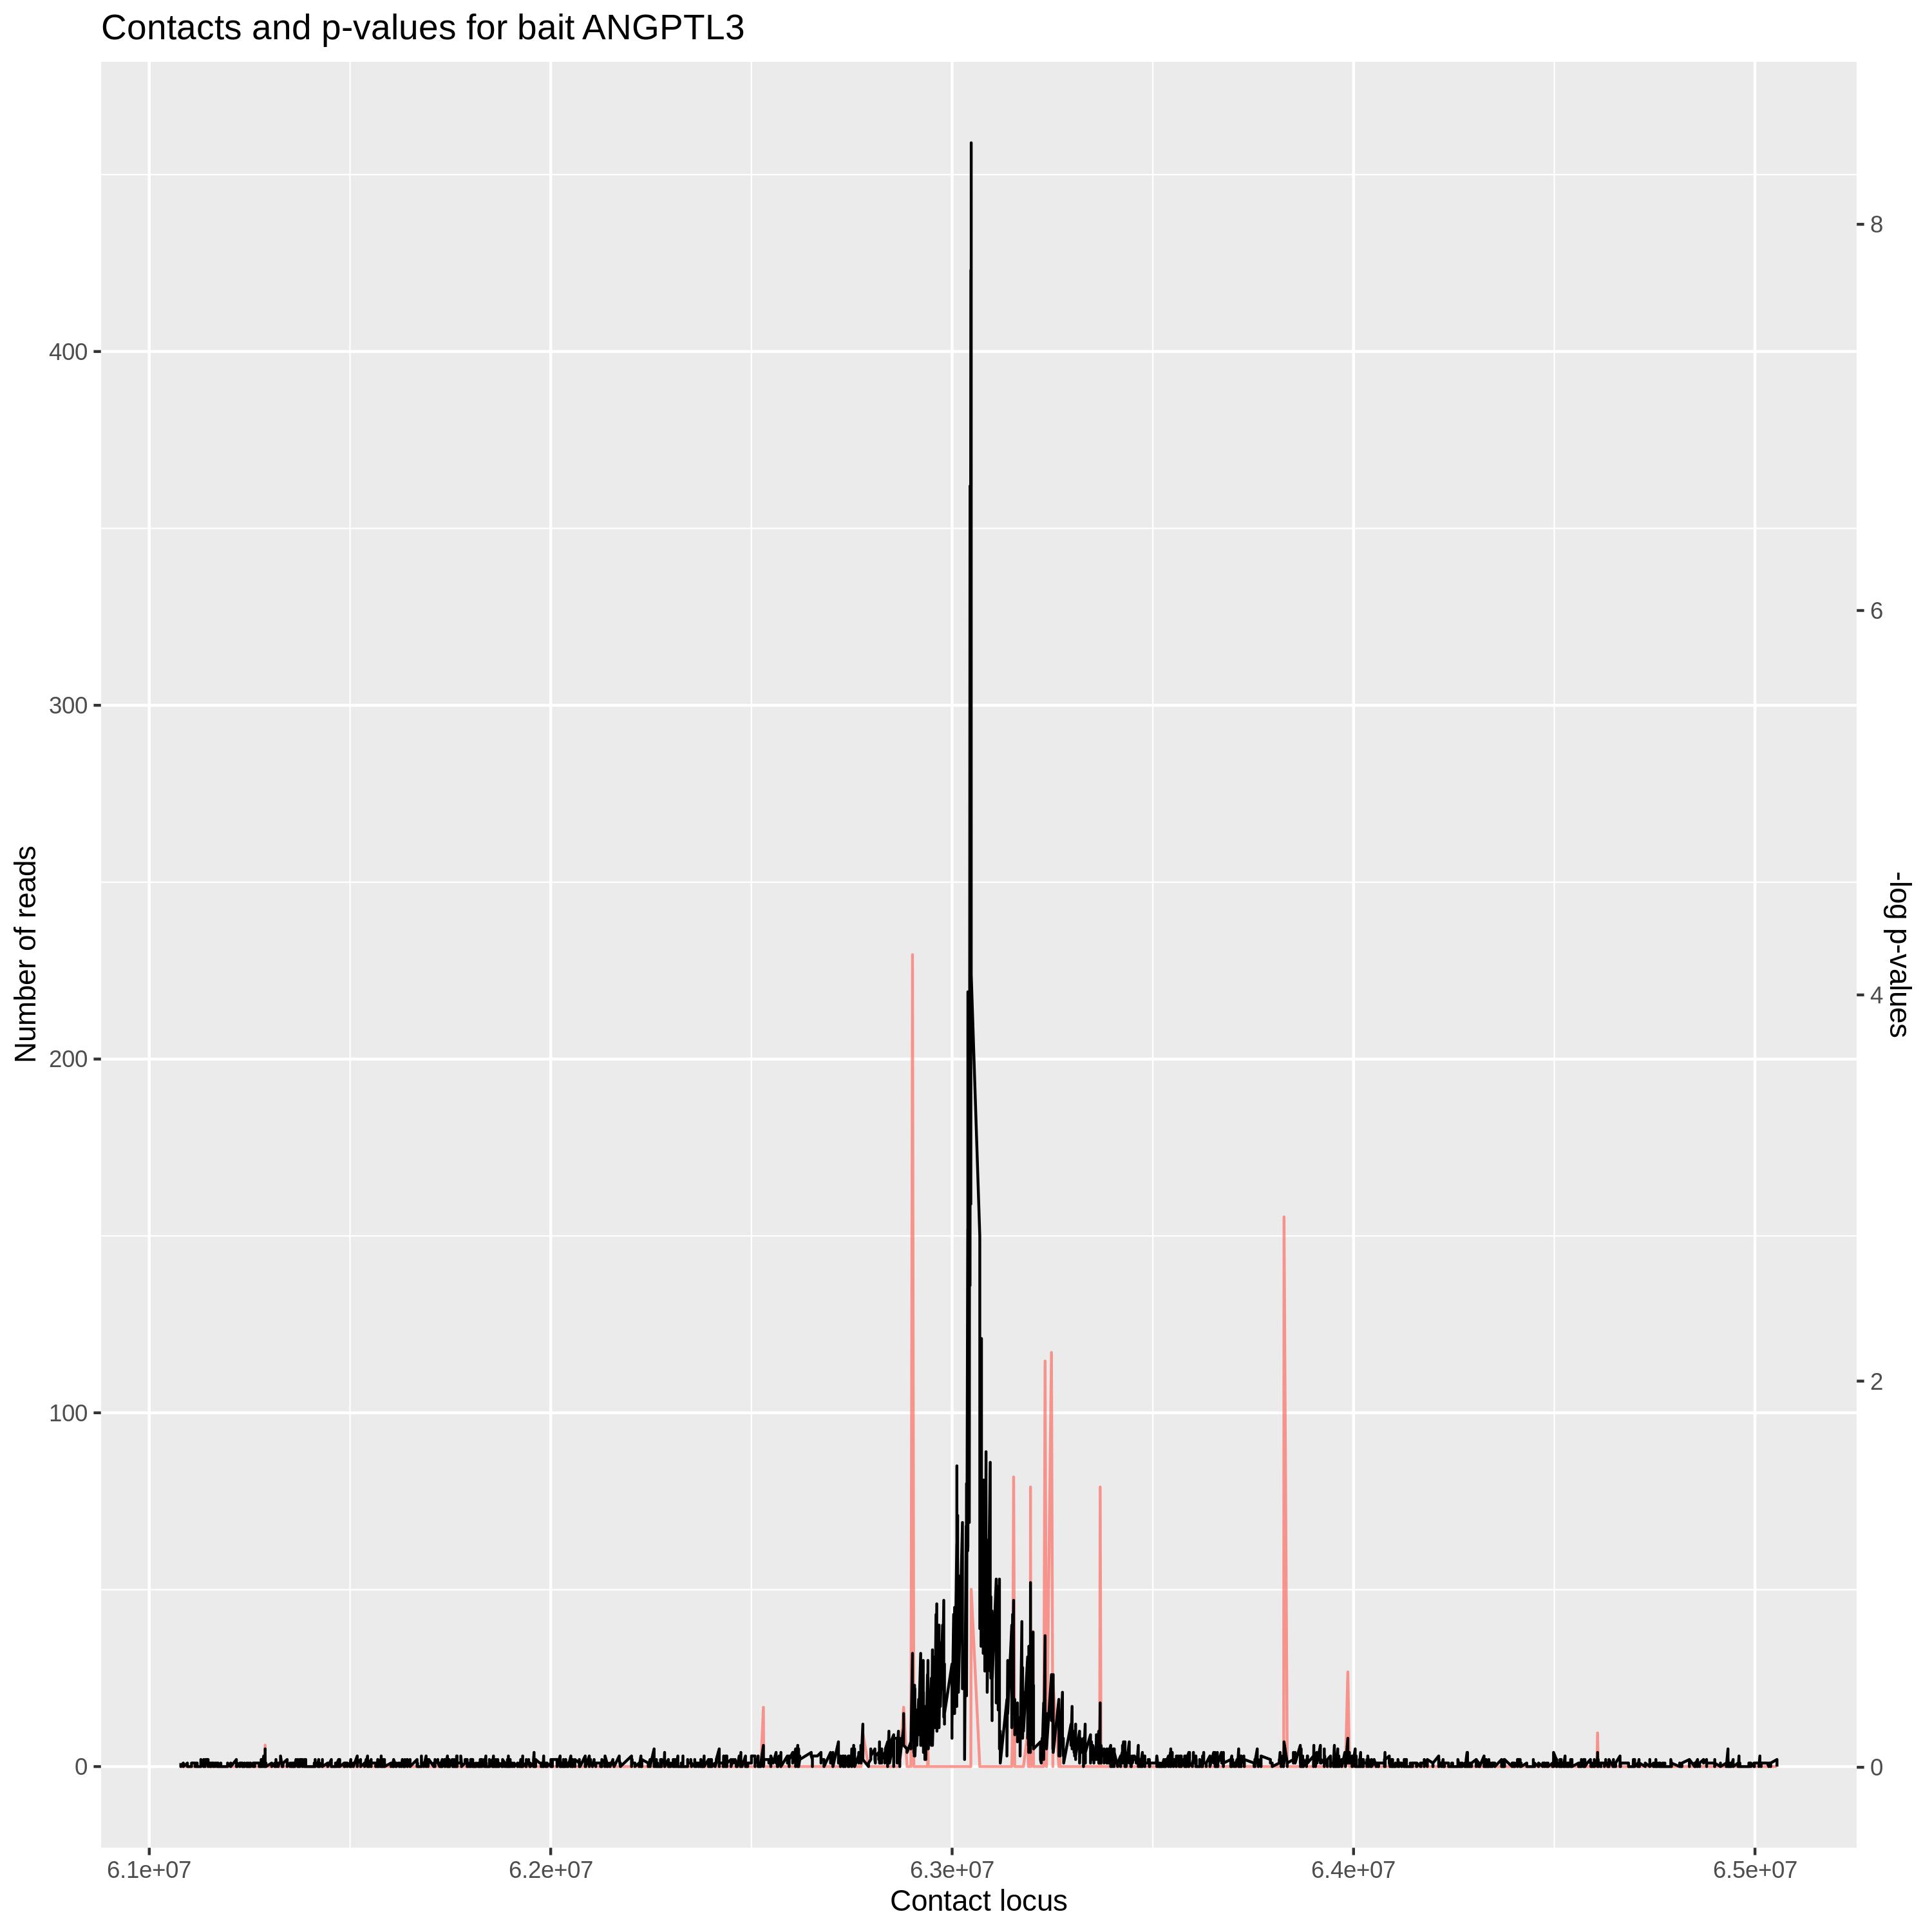 Contacts and p-values for bait ANGPTL3
Number of reads
400
300
200
100
0
8
6
4
2
0
-log p-values
6.1e+07
6.2e+07
6.3e+07
6.4e+07
6.5e+07
Contact locus